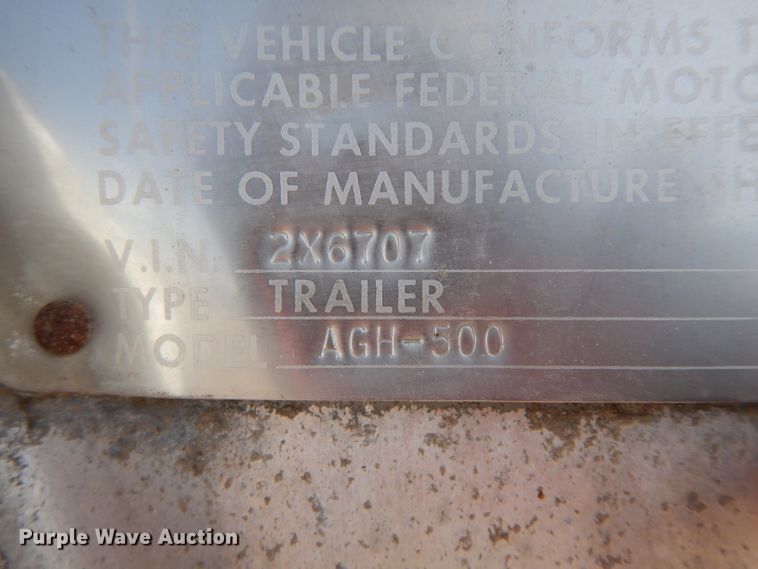 THIS VEHICLE CONFORMS T
APPLICABLE FEDERAL MOTO
SAFETY STANDARDS IN EFFE
DATE OF MANUFACTURE SH
V.I.N. 2X6707
TYPE TRAILER
MODEL AGH-500
Purple Wave Auction